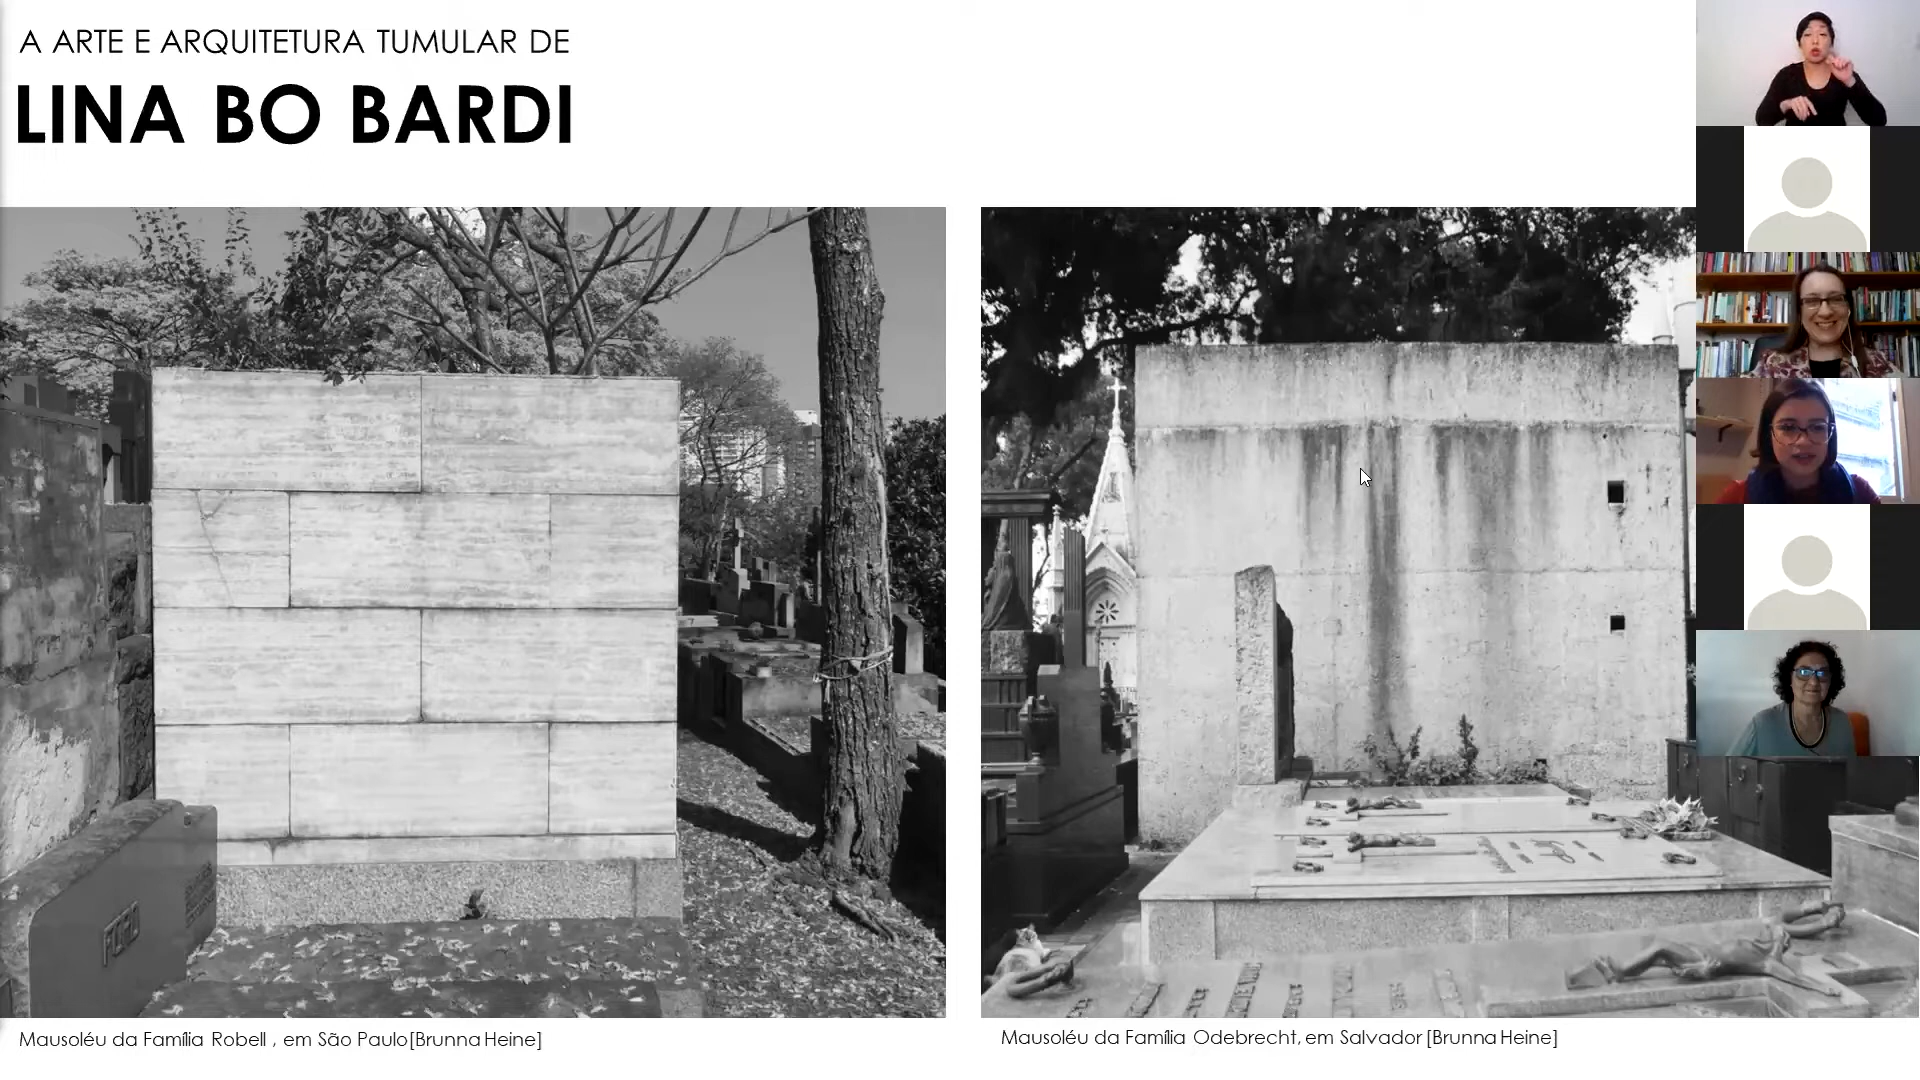 A ARTE E ARQUITETURA TUMULAR DE
LINA BO BARDI
Mausoléu da Família Robell , em São Paulo[Brunna Heine]
Mausoléu da Família Odebrecht, em Salvador [Brunna Heine]